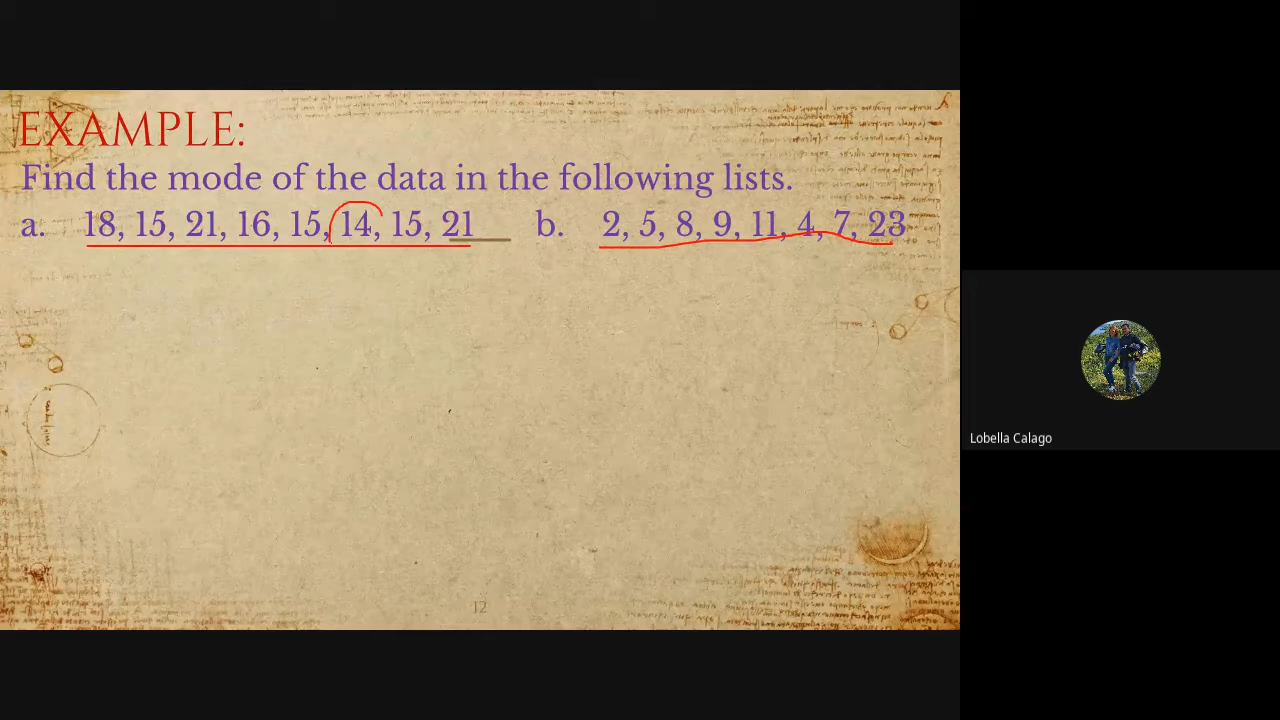 EXAMPLE:
Find the mode of the data in the following lists.
a. 18, 15, 21, 16, 15, 14, 15, 21 b. 2, 5, 8, 9, 11, 4, 7, 23
12
Lobella Calago